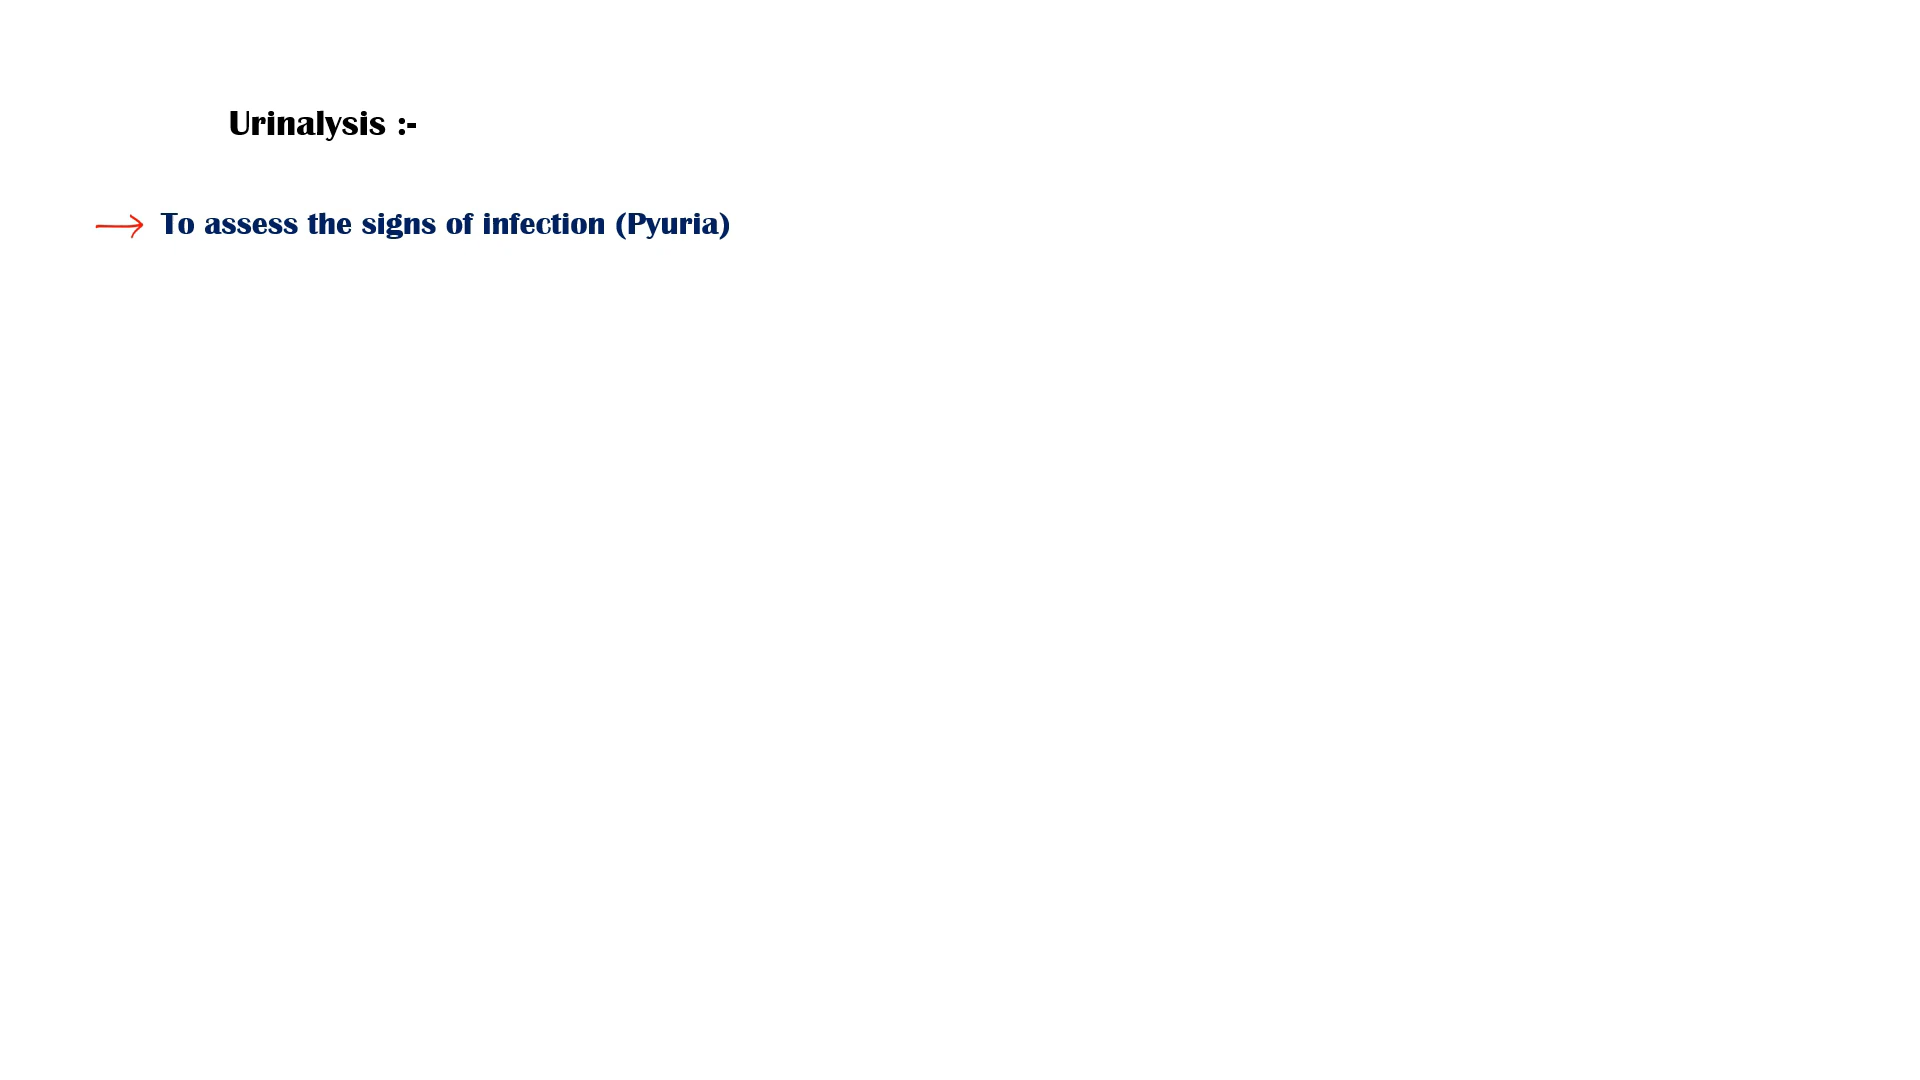 Urinalysis :-
To assess the signs of infection (Pyuria)